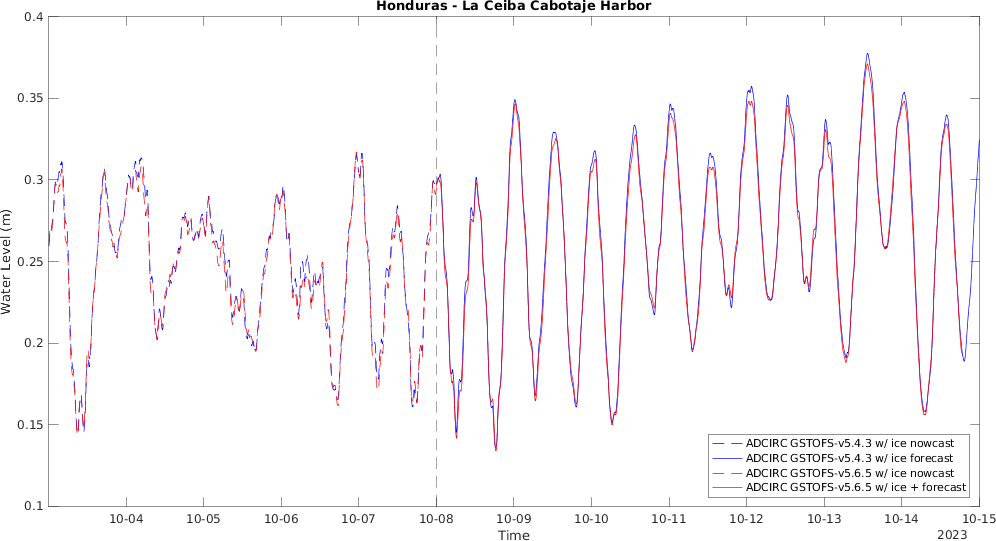 Honduras - La Ceiba Cabotaje Harbor
0.4
0.35
0.3
0.25
0.2
0.15
0.1
Water Level (m)
ADCIRC GSTOFS-v5.4.3 w/ ice nowcast
ADCIRC GSTOFS-v5.4.3 w/ ice forecast
ADCIRC GSTOFS-v5.6.5 w/ ice nowcast
ADCIRC GSTOFS-v5.6.5 w/ ice + forecast
10-04 10-05 10-06 10-07 10-08 10-09 10-10 10-11 10-12 10-13 10-14 10-15
Time
2023